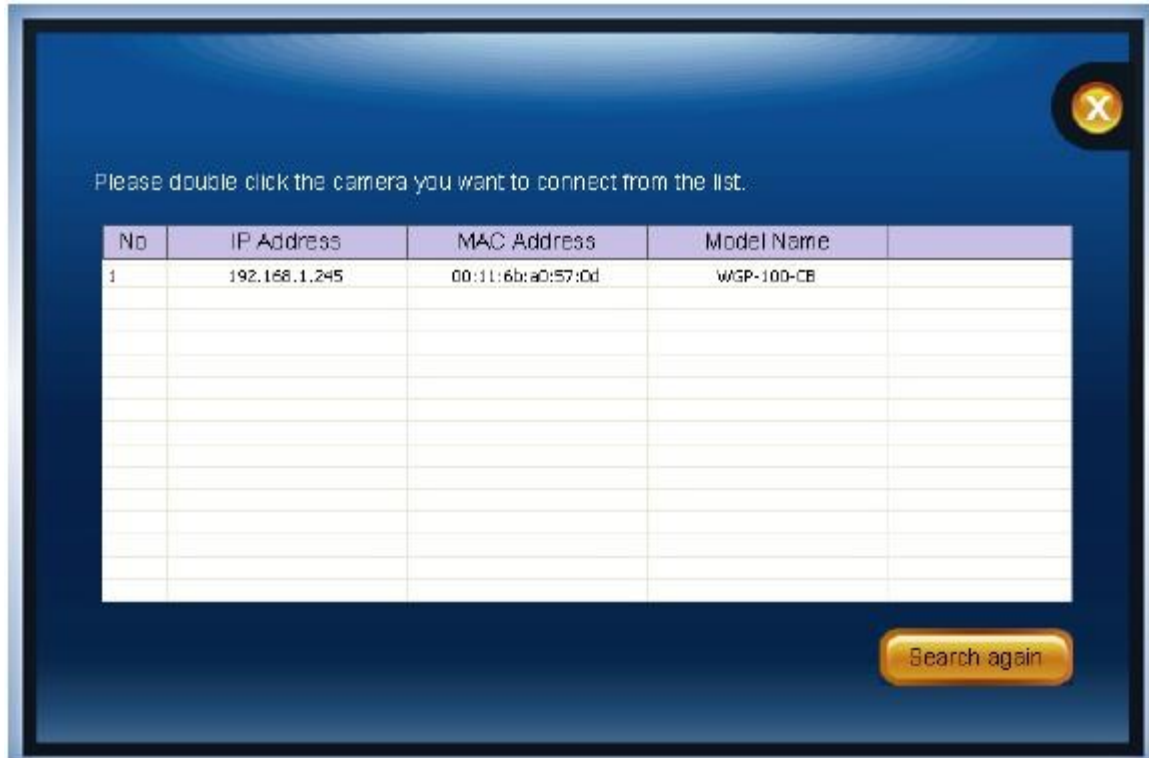 X
Please double click the camera you want to connect from the list.
No IP Address MAC Address Model Name
1 192.168.1.245 00:11:6b:a0:57:0d WGP-100-CB
Search again